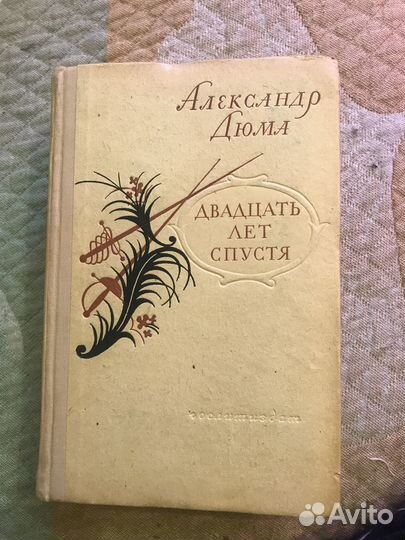 Александр
Дюма
ДВАДЦАТЬ
ЛЕТ
СПУСТЯ
гослитиздат
Avito